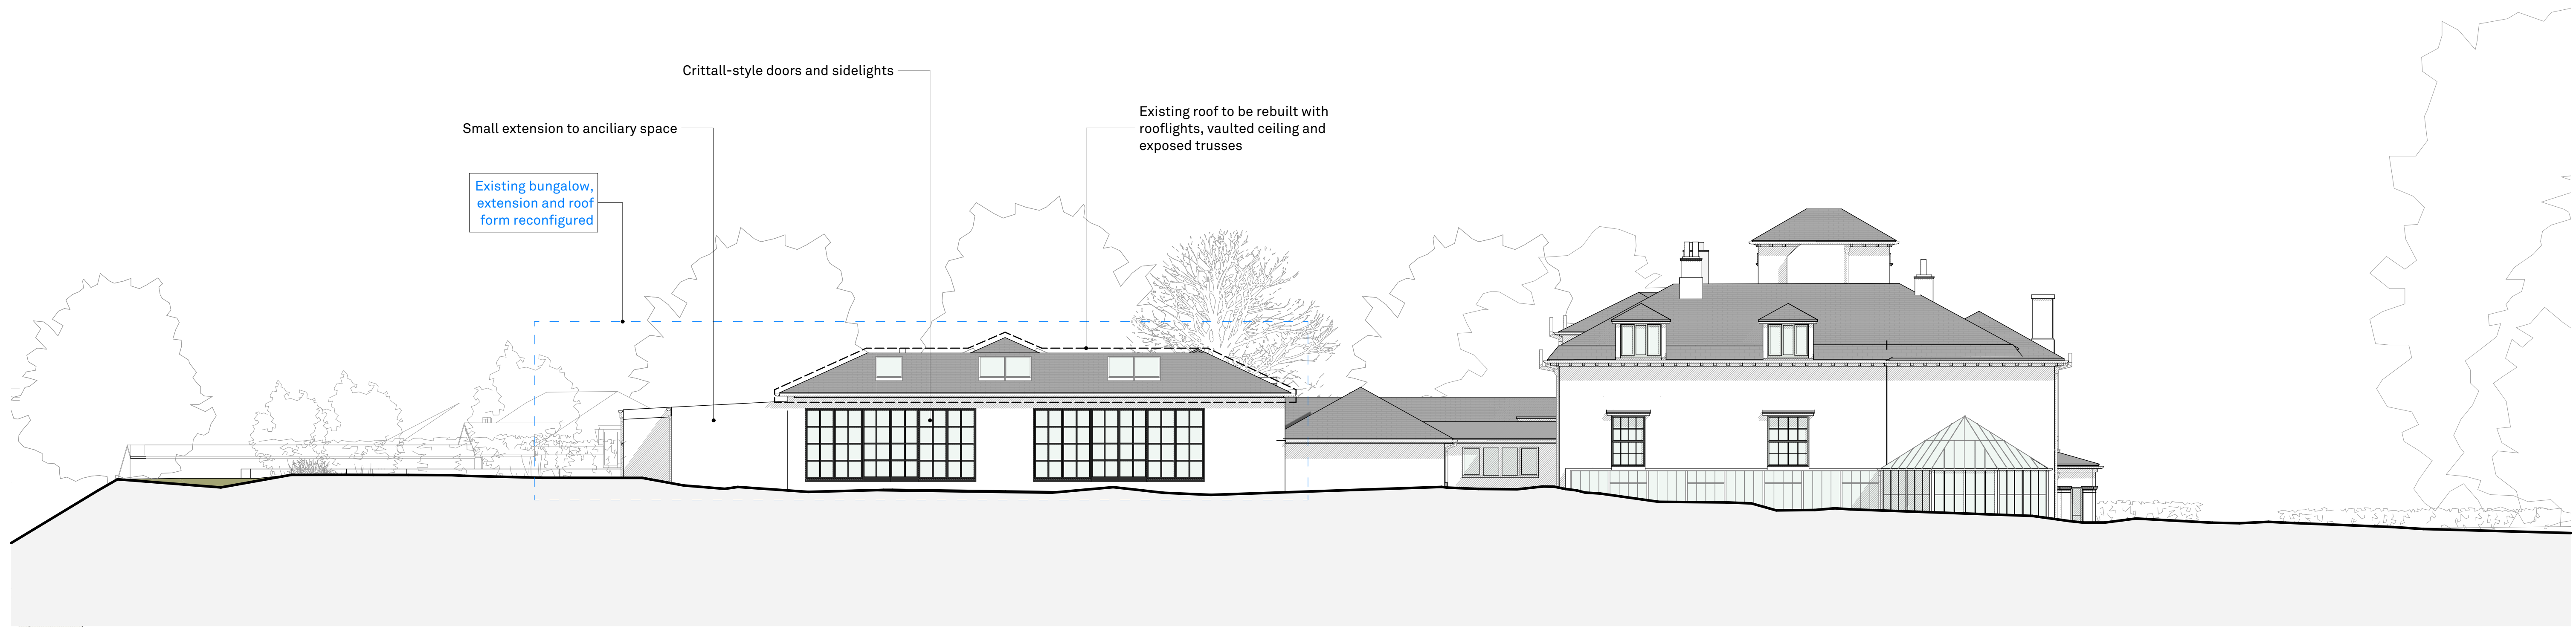 Crittall-style doors and sidelights
Existing roof to be rebuilt with
rooflights, vaulted ceiling and
exposed trusses
Small extension to anciliary space
Existing bungalow,
extension and roof
form reconfigured